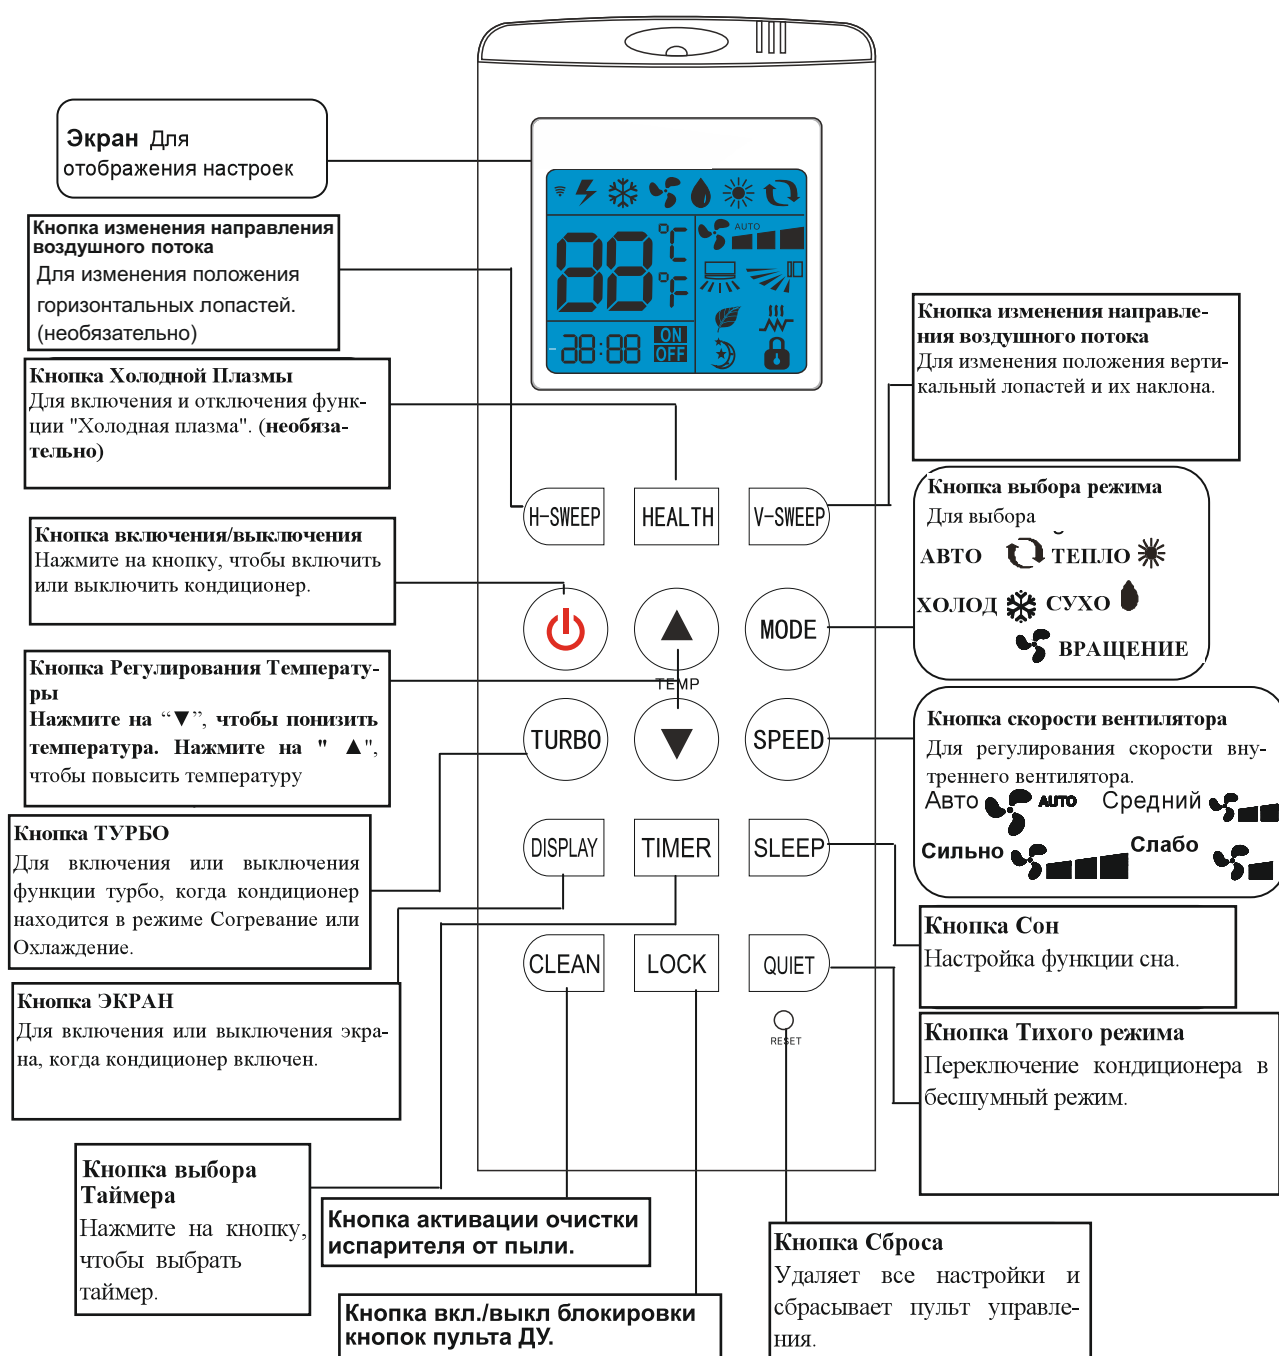 Экран Для
отображения настроек
Кнопка изменения направления
воздушного потока
Для изменения положения
горизонтальных лопастей.
(необязательно)
Кнопка Холодной Плазмы
Для включения и отключения функ-
ции "Холодная плазма". (необяза-
тельно)
Кнопка включения/выключения
Нажмите на кнопку, чтобы включить
или выключить кондиционер.
Кнопка Регулирования Температу-
ры
Нажмите на “▼”, чтобы понизить
температура. Нажмите на " ▲",
чтобы повысить температуру
Кнопка ТУРБО
Для включения или выключения
функции турбо, когда кондиционер
находится в режиме Согревание или
Охлаждение.
Кнопка ЭКРАН
Для включения или выключения экра-
на, когда кондиционер включен.
Кнопка выбора
Таймера
Нажмите на кнопку,
чтобы выбрать
таймер.
Кнопка активации очистки
испарителя от пыли.
Кнопка вкл./выкл блокировки
кнопок пульта ДУ.
AUTO
88 °C
°F
88:88 ON
OFF
H-SWEEP HEALTH V-SWEEP
MODE
TEMP
TURBO SPEED
DISPLAY TIMER SLEEP
CLEAN LOCK QUIET
RESET
Кнопка изменения направле-
ния воздушного потока
Для изменения положения верти-
кальный лопастей и их наклона.
Кнопка выбора режима
Для выбора
АВТО ТЕПЛО
ХОЛОД СУХО
ВРАЩЕНИЕ
Кнопка скорости вентилятора
Для регулирования скорости вну-
треннего вентилятора.
Авто AUTO Средний
Сильно Слабо
Кнопка Сон
Настройка функции сна.
Кнопка Тихого режима
Переключение кондиционера в
бесшумный режим.
Кнопка Сброса
Удаляет все настройки и
сбрасывает пульт управле-
ния.